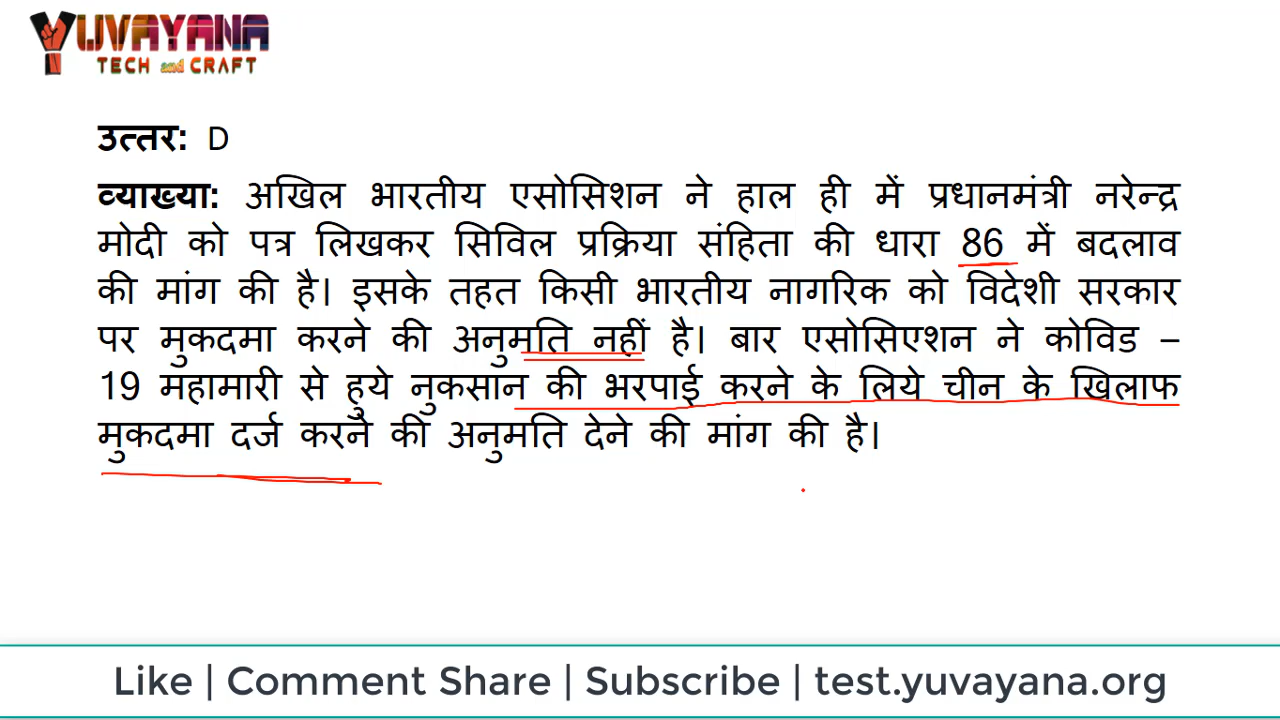 YUVAYANA
TECH and CRAFT
उत्तर: D
व्याख्या: अखिल भारतीय एसोसिशन ने हाल ही में प्रधानमंत्री नरेन्द्र
मोदी को पत्र लिखकर सिविल प्रक्रिया संहिता की धारा 86 में बदलाव
की मांग की है। इसके तहत किसी भारतीय नागरिक को विदेशी सरकार
पर मुकदमा करने की अनुमति नहीं है। बार एसोसिएशन ने कोविड –
19 महामारी से हुये नुकसान की भरपाई करने के लिये चीन के खिलाफ
मुकदमा दर्ज करने की अनुमति देने की मांग की है।
Like | Comment Share | Subscribe | test.yuvayana.org